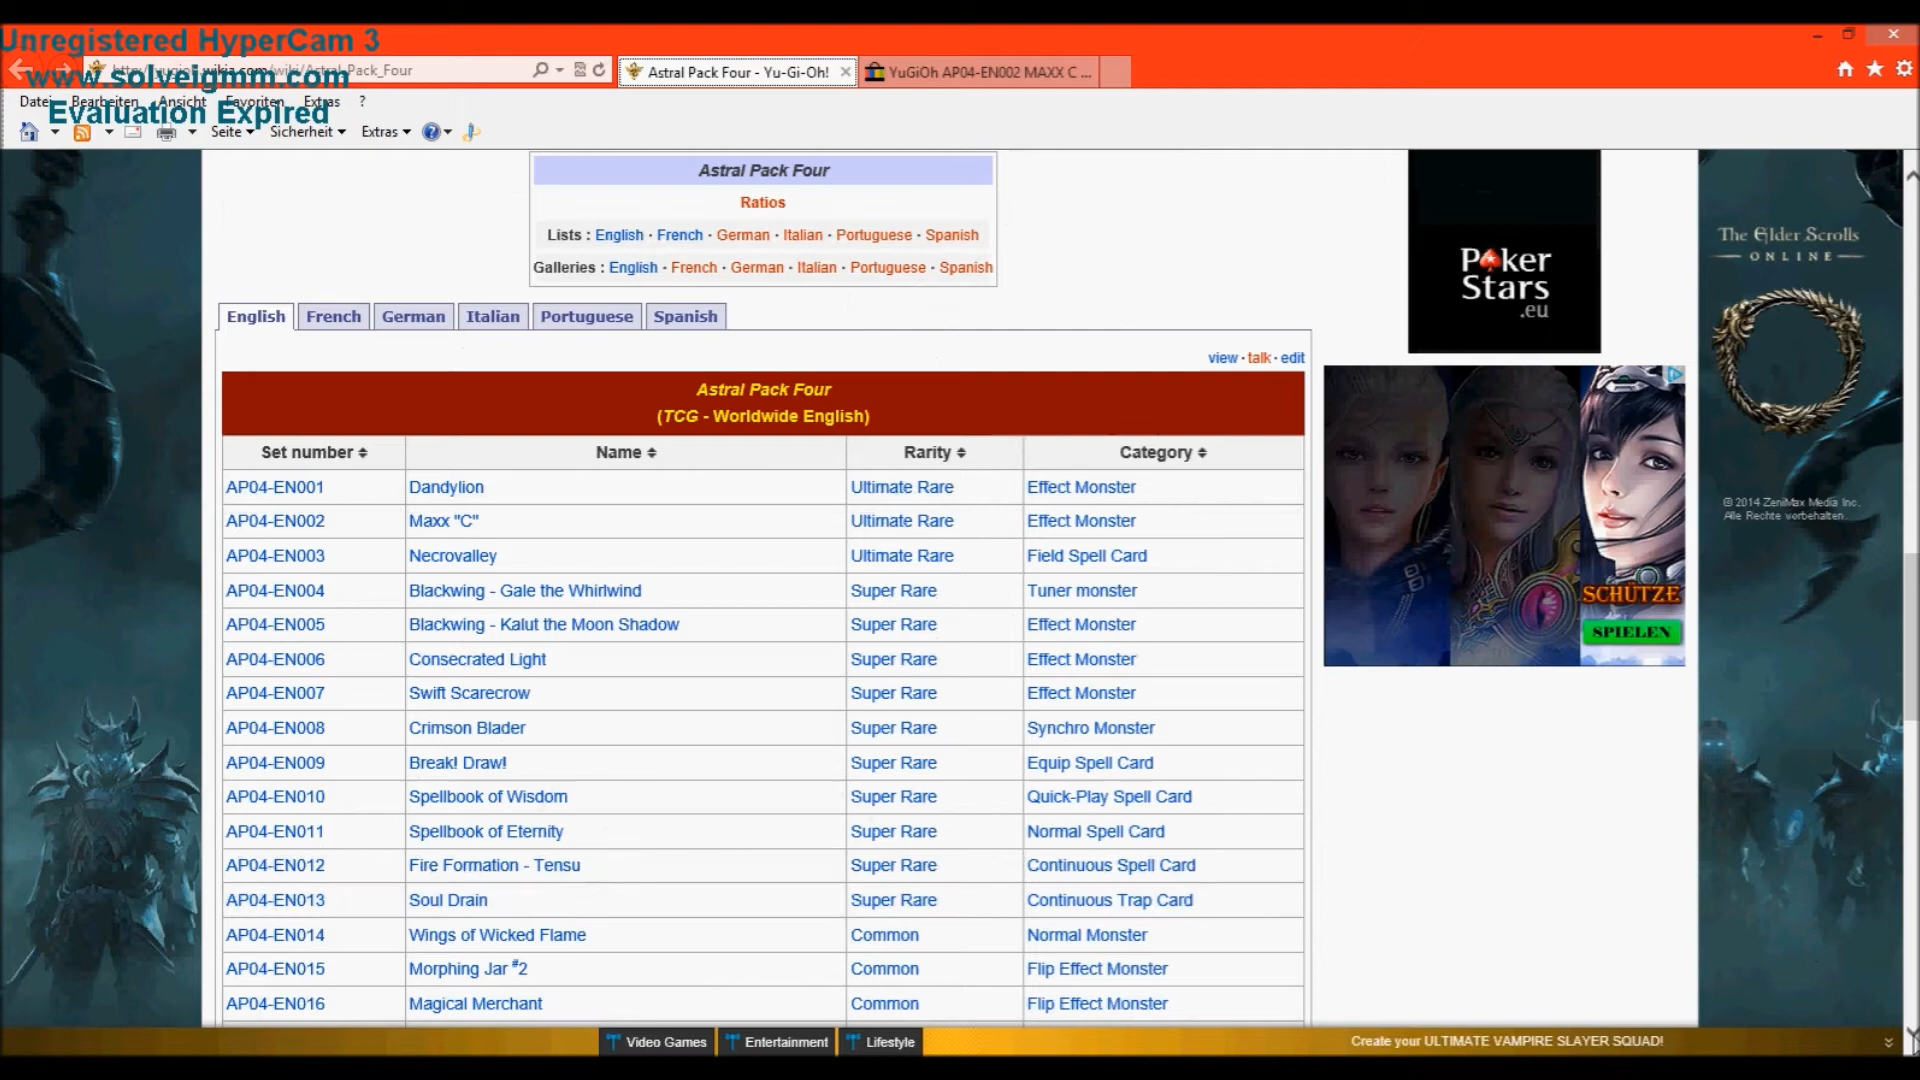 Unregistered HyperCam 3
www.solveigmm.com
Evaluation Expired
Astral Pack Four - Yu-Gi-Oh!
YuGiOh AP04-EN002 MAXX C ...
Datei Bearbeiten Ansicht Favoriten Extras ?
Seite Sicherheit Extras
Astral Pack Four
Ratios
Lists : English · French · German · Italian · Portuguese · Spanish
Galleries : English · French · German · Italian · Portuguese · Spanish
English French German Italian Portuguese Spanish
view · talk · edit
Astral Pack Four
(TCG - Worldwide English)
Set number Name Rarity Category
AP04-EN001 Dandylion Ultimate Rare Effect Monster
AP04-EN002 Maxx "C" Ultimate Rare Effect Monster
AP04-EN003 Necrovalley Ultimate Rare Field Spell Card
AP04-EN004 Blackwing - Gale the Whirlwind Super Rare Tuner monster
AP04-EN005 Blackwing - Kalut the Moon Shadow Super Rare Effect Monster
AP04-EN006 Consecrated Light Super Rare Effect Monster
AP04-EN007 Swift Scarecrow Super Rare Effect Monster
AP04-EN008 Crimson Blader Super Rare Synchro Monster
AP04-EN009 Break! Draw! Super Rare Equip Spell Card
AP04-EN010 Spellbook of Wisdom Super Rare Quick-Play Spell Card
AP04-EN011 Spellbook of Eternity Super Rare Normal Spell Card
AP04-EN012 Fire Formation - Tensu Super Rare Continuous Spell Card
AP04-EN013 Soul Drain Super Rare Continuous Trap Card
AP04-EN014 Wings of Wicked Flame Common Normal Monster
AP04-EN015 Morphing Jar #2 Common Flip Effect Monster
AP04-EN016 Magical Merchant Common Flip Effect Monster
PokerStars.eu
SCHÜTZE
SPIELEN
The Elder Scrolls
ONLINE
© 2014 ZeniMax Media Inc.
Alle Rechte vorbehalten.
Video Games Entertainment Lifestyle
Create your ULTIMATE VAMPIRE SLAYER SQUAD!